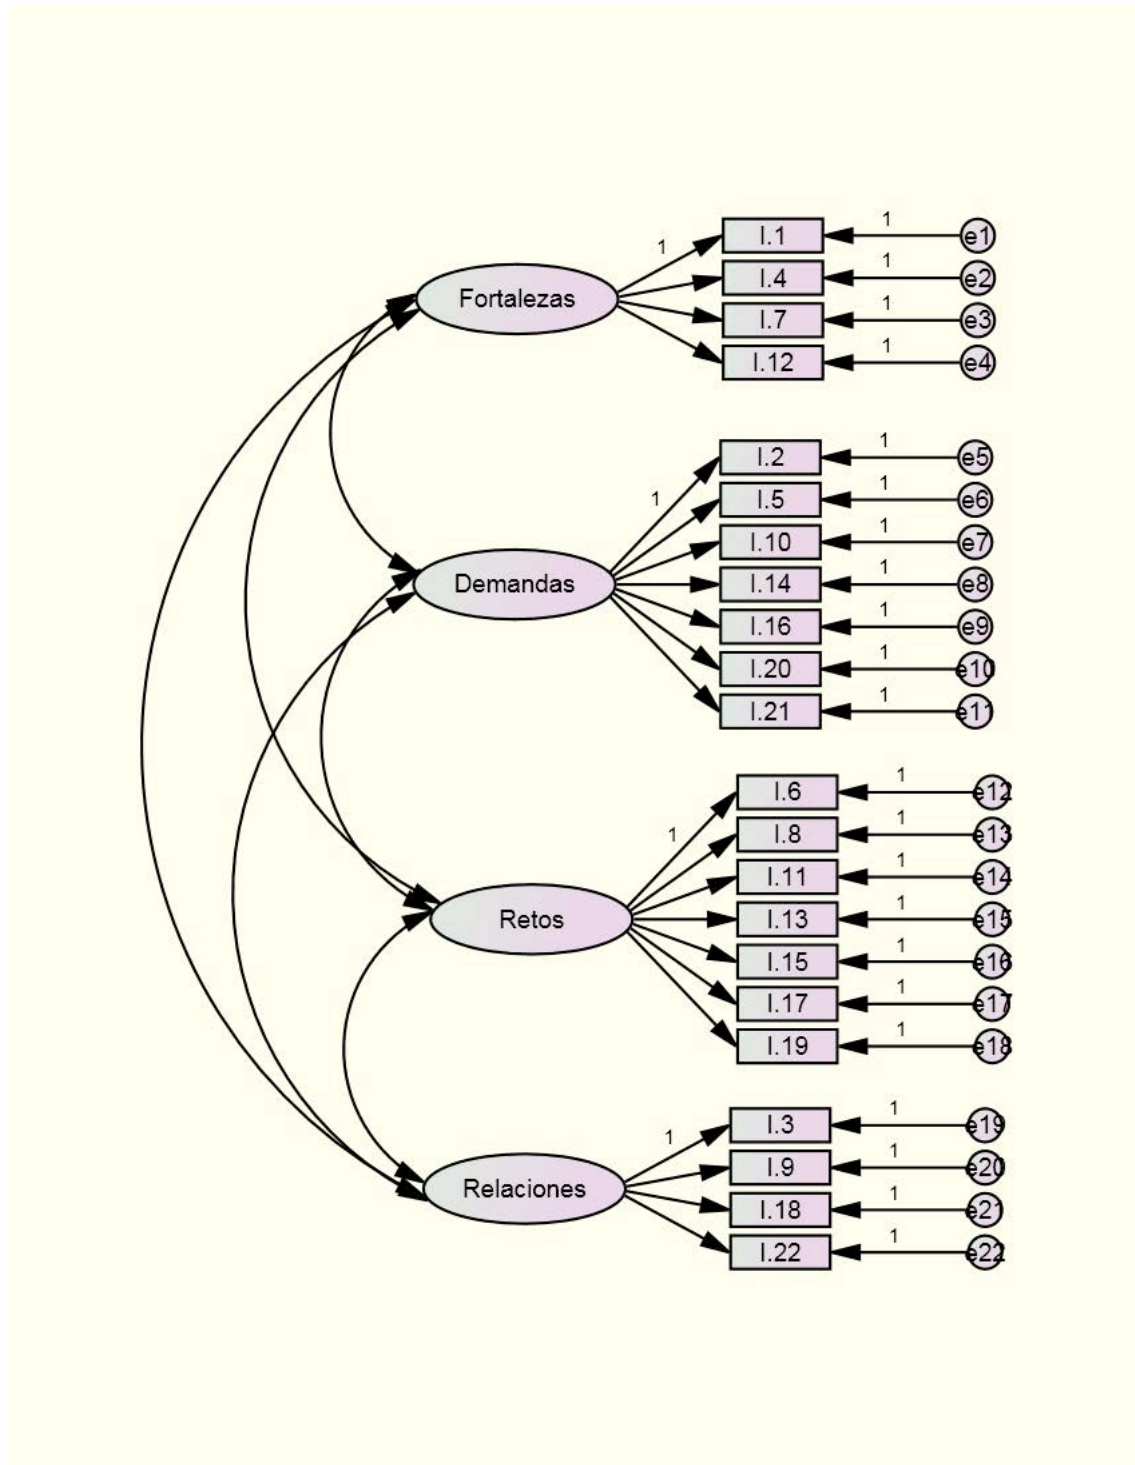 1
I.1
1
e1
Fortalezas
I.4
1
e2
I.7
1
e3
I.12
1
e4
1
I.2
1
e5
I.5
1
e6
I.10
1
e7
Demandas
I.14
1
e8
I.16
1
e9
I.20
1
e10
I.21
1
e11
1
I.6
1
e12
I.8
1
e13
I.11
1
e14
Retos
I.13
1
e15
I.15
1
e16
I.17
1
e17
I.19
1
e18
1
I.3
1
e19
I.9
1
e20
Relaciones
I.18
1
e21
I.22
1
e22